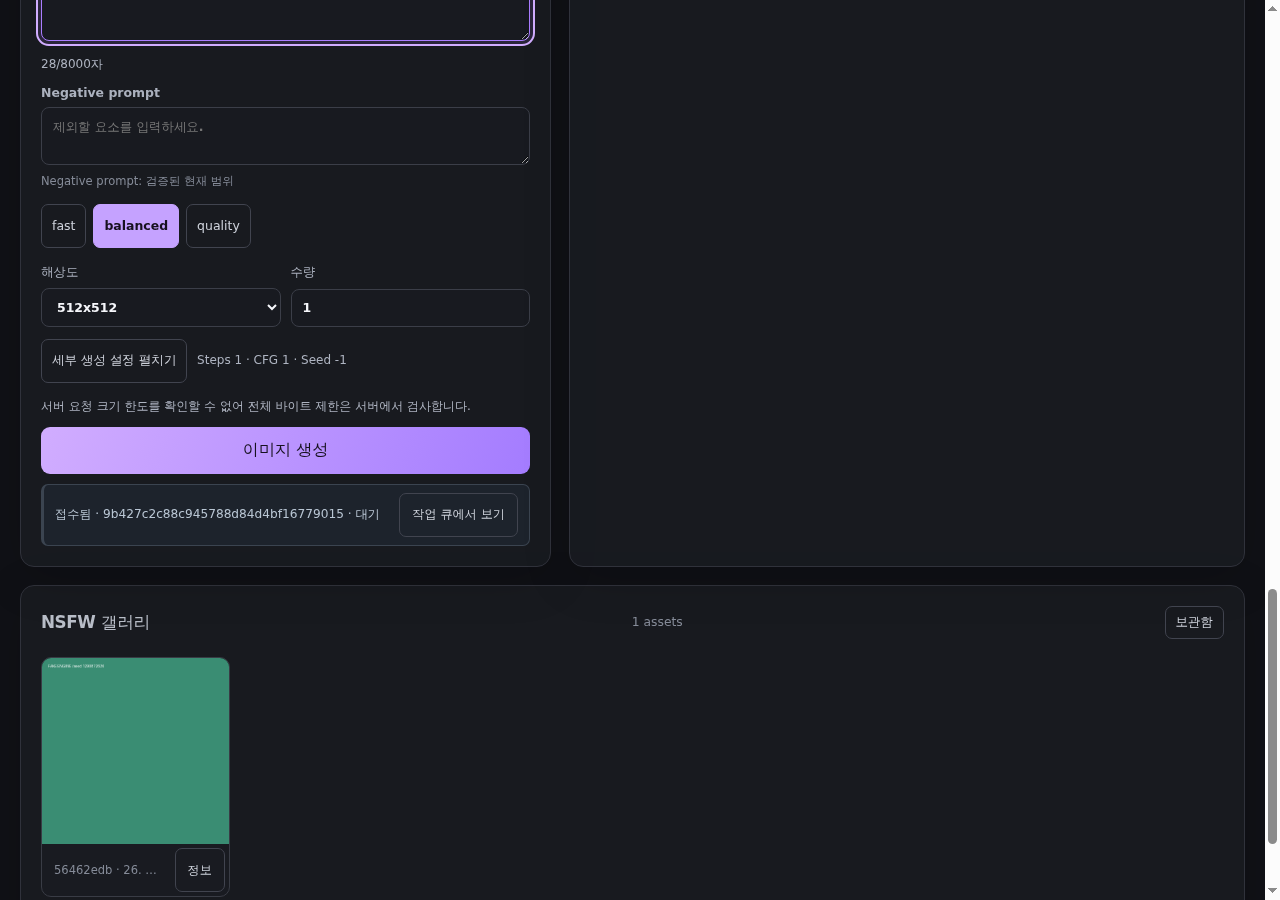 28/8000자
Negative prompt
제외할 요소를 입력하세요.
Negative prompt: 검증된 현재 범위
fast balanced quality
해상도 수량
512x512 1
세부 생성 설정 펼치기 Steps 1 · CFG 1 · Seed -1
서버 요청 크기 한도를 확인할 수 없어 전체 바이트 제한은 서버에서 검사합니다.
이미지 생성
접수됨 · 9b427c2c88c945788d84d4bf16779015 · 대기 작업 큐에서 보기
NSFW 갤러리 1 assets 보관함
56462edb · 26. ... 정보